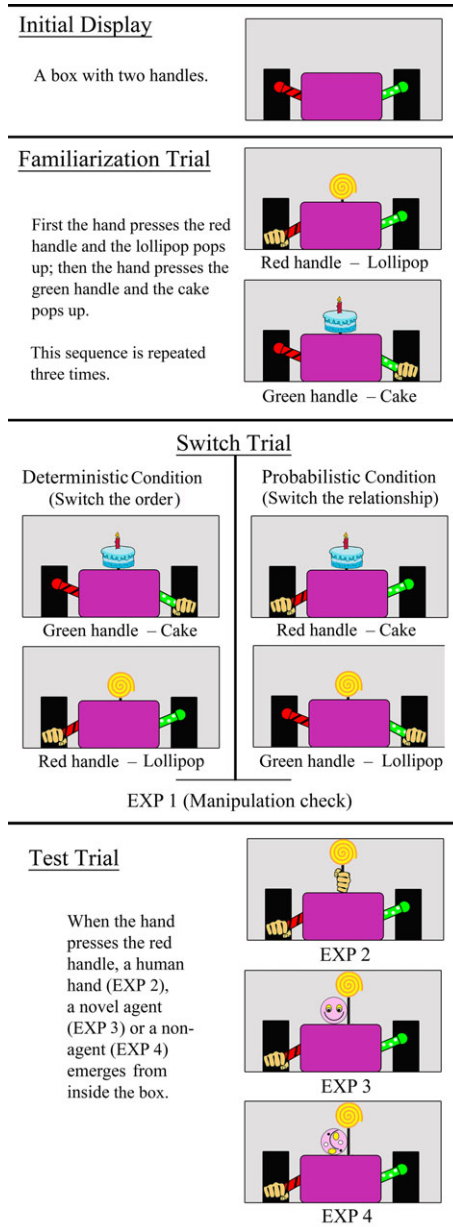 Initial Display
A box with two handles.
Familiarization Trial
First the hand presses the red
handle and the lollipop pops
up; then the hand presses the
green handle and the cake
pops up.
This sequence is repeated
three times.
Red handle – Lollipop
Green handle – Cake
Switch Trial
Deterministic Condition
(Switch the order)
Green handle – Cake
Red handle – Lollipop
Probabilistic Condition
(Switch the relationship)
Red handle – Cake
Green handle – Lollipop
EXP 1 (Manipulation check)
Test Trial
When the hand
presses the red
handle, a human
hand (EXP 2),
a novel agent
(EXP 3) or a non-
agent (EXP 4)
emerges from
inside the box.
EXP 2
EXP 3
EXP 4